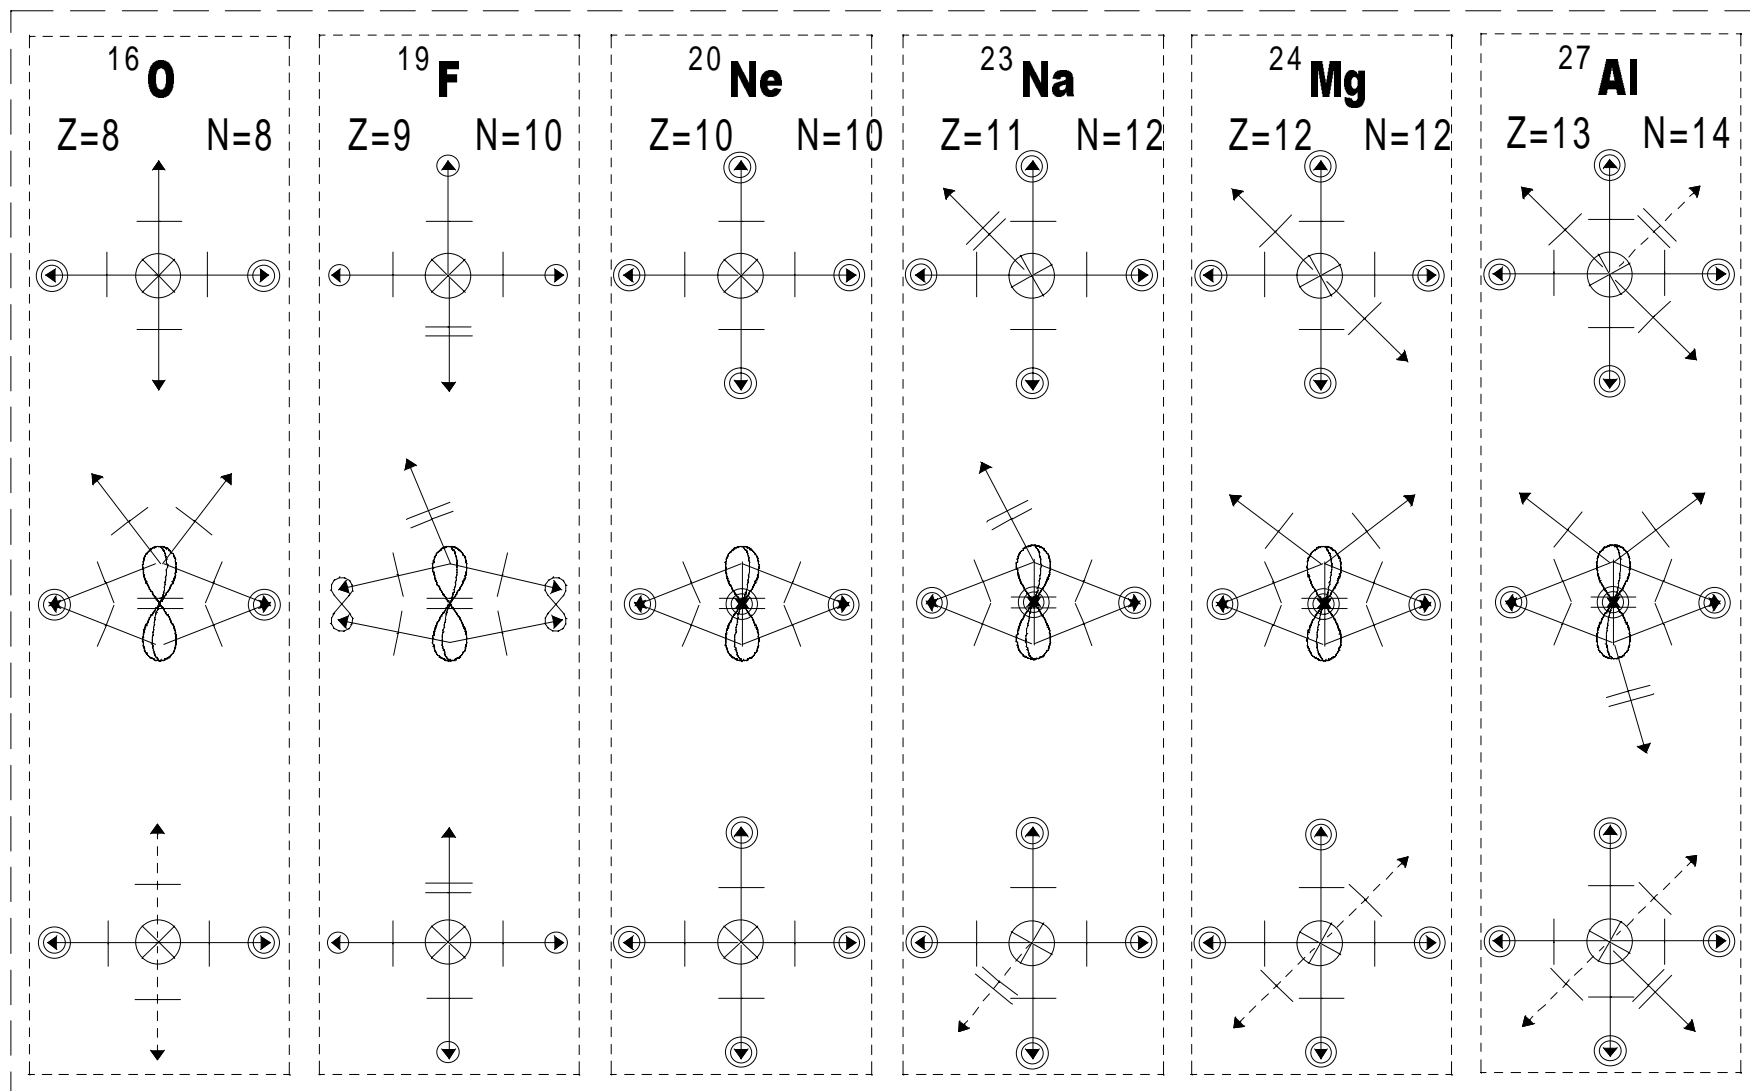 16O
Z=8 N=8
19F
Z=9 N=10
20Ne
Z=10 N=10
23Na
Z=11 N=12
24Mg
Z=12 N=12
27Al
Z=13 N=14